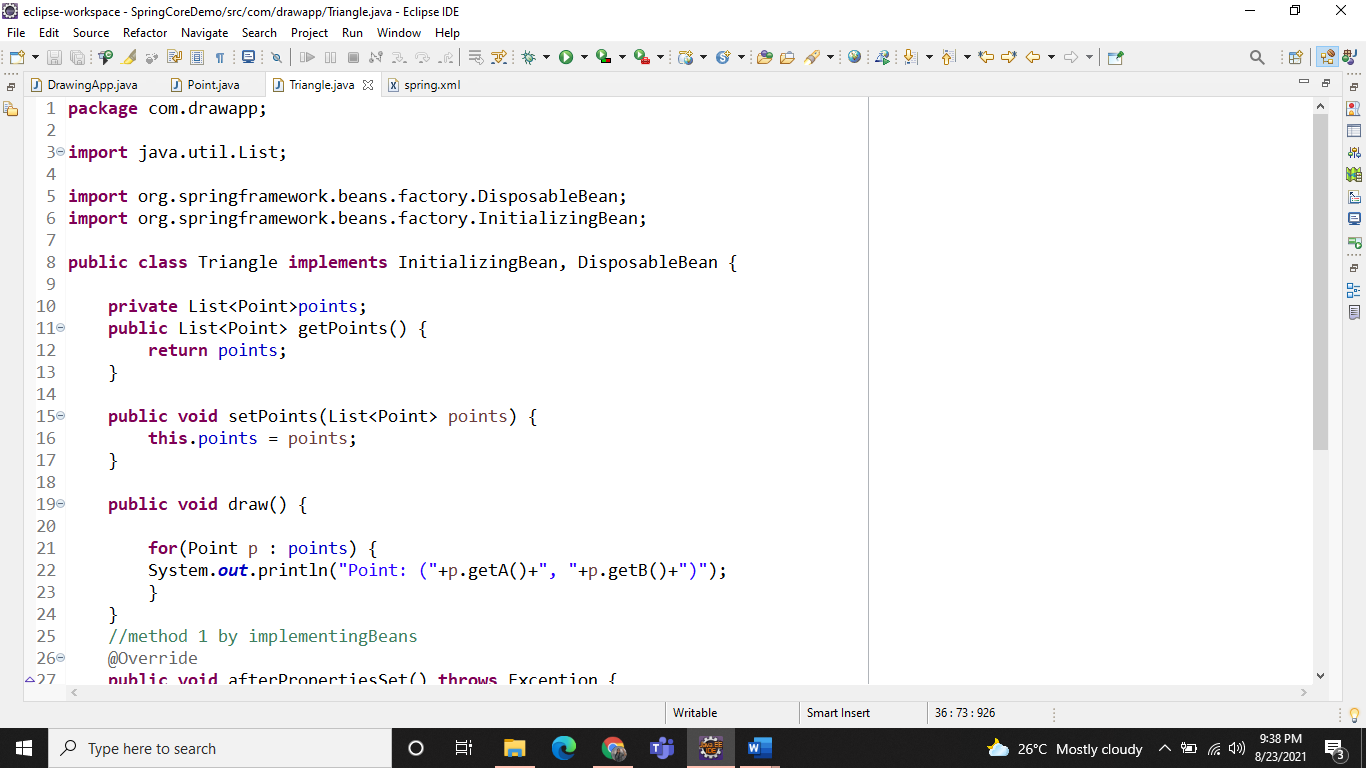 eclipse-workspace - SpringCoreDemo/src/com/drawapp/Triangle.java - Eclipse IDE
File Edit Source Refactor Navigate Search Project Run Window Help
DrawingApp.java Point.java Triangle.java spring.xml
1 package com.drawapp;
2
3 import java.util.List;
4
5 import org.springframework.beans.factory.DisposableBean;
6 import org.springframework.beans.factory.InitializingBean;
7
8 public class Triangle implements InitializingBean, DisposableBean {
9
10     private List<Point>points;
11     public List<Point> getPoints() {
12         return points;
13     }
14
15     public void setPoints(List<Point> points) {
16         this.points = points;
17     }
18
19     public void draw() {
20
21         for(Point p : points) {
22         System.out.println("Point: ("+p.getA()+", "+p.getB()+")");
23         }
24     }
25     //method 1 by implementingBeans
26     @Override
27     public void afterPropertiesSet() throws Exception {
Writable Smart Insert 36 : 73 : 926
Type here to search
26°C Mostly cloudy
9:38 PM
8/23/2021
3